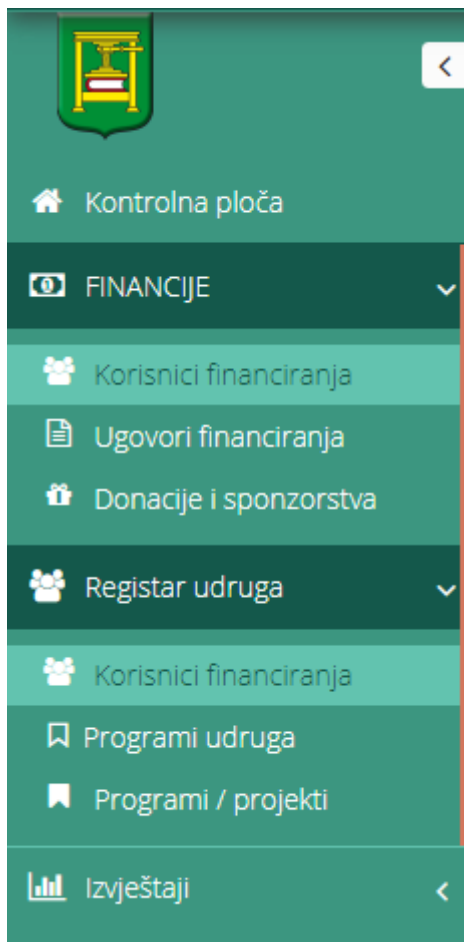 Kontrolna ploča
FINANCIJE
Korisnici financiranja
Ugovori financiranja
Donacije i sponzorstva
Registar udruga
Korisnici financiranja
Programi udruga
Programi / projekti
Izvještaji